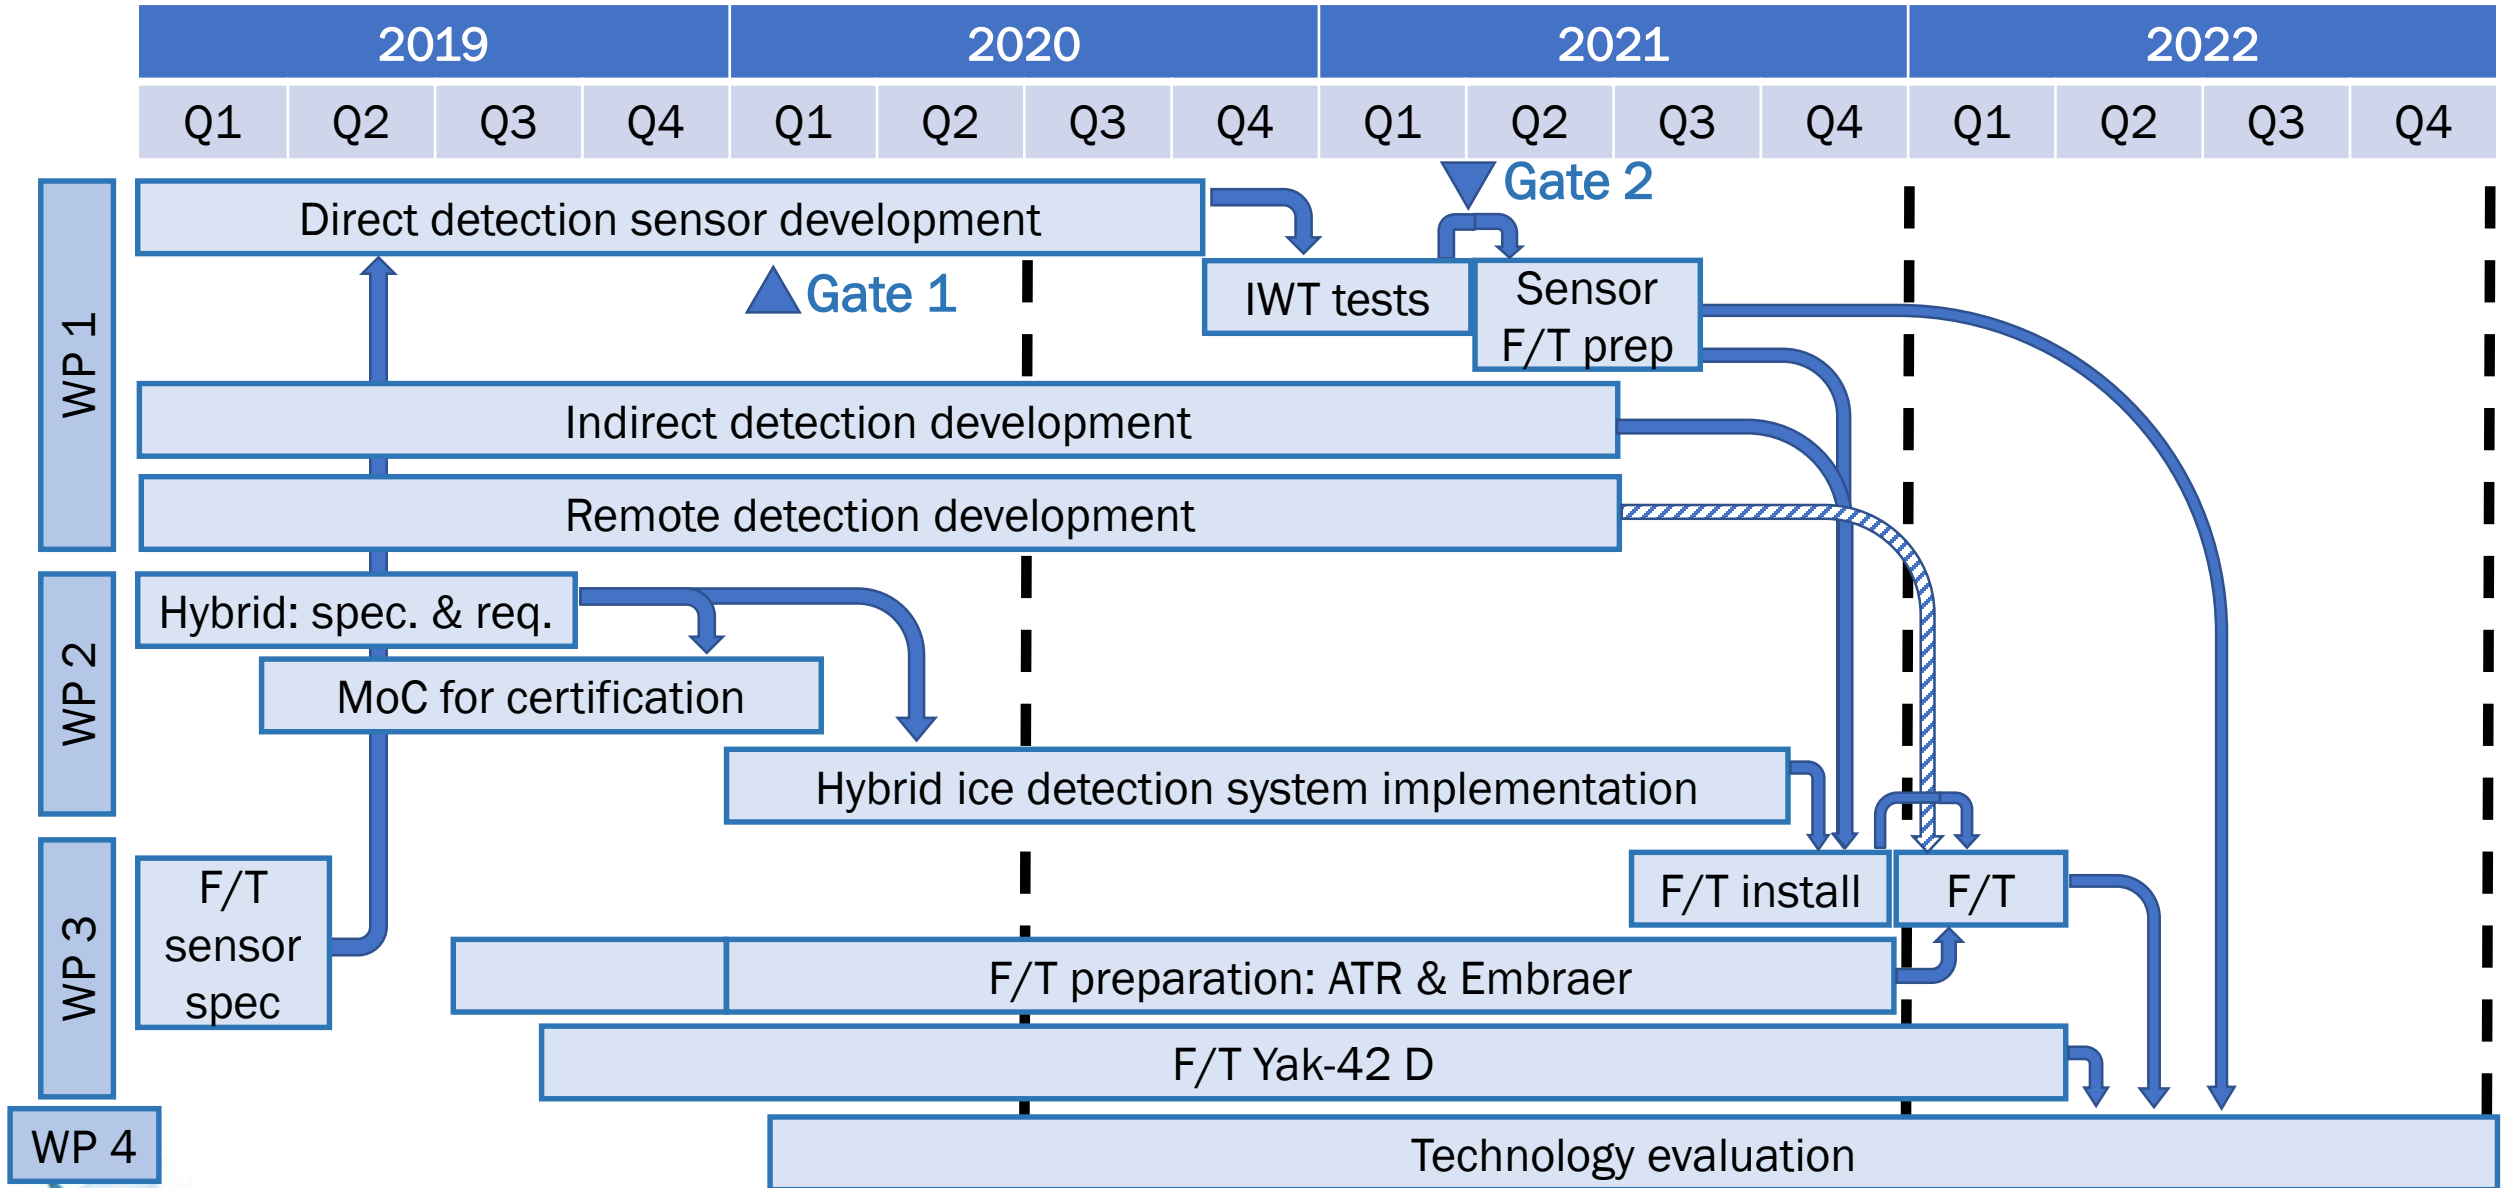 2019 2020 2021 2022
Q1 Q2 Q3 Q4 Q1 Q2 Q3 Q4 Q1 Q2 Q3 Q4 Q1 Q2 Q3 Q4
WP 1
Direct detection sensor development
Gate 2
Gate 1
IWT tests
Sensor
F/T prep
Indirect detection development
Remote detection development
WP 2
Hybrid: spec. & req.
MoC for certification
Hybrid ice detection system implementation
WP 3
F/T
sensor
spec
F/T install
F/T
F/T preparation: ATR & Embraer
F/T Yak-42 D
WP 4
Technology evaluation